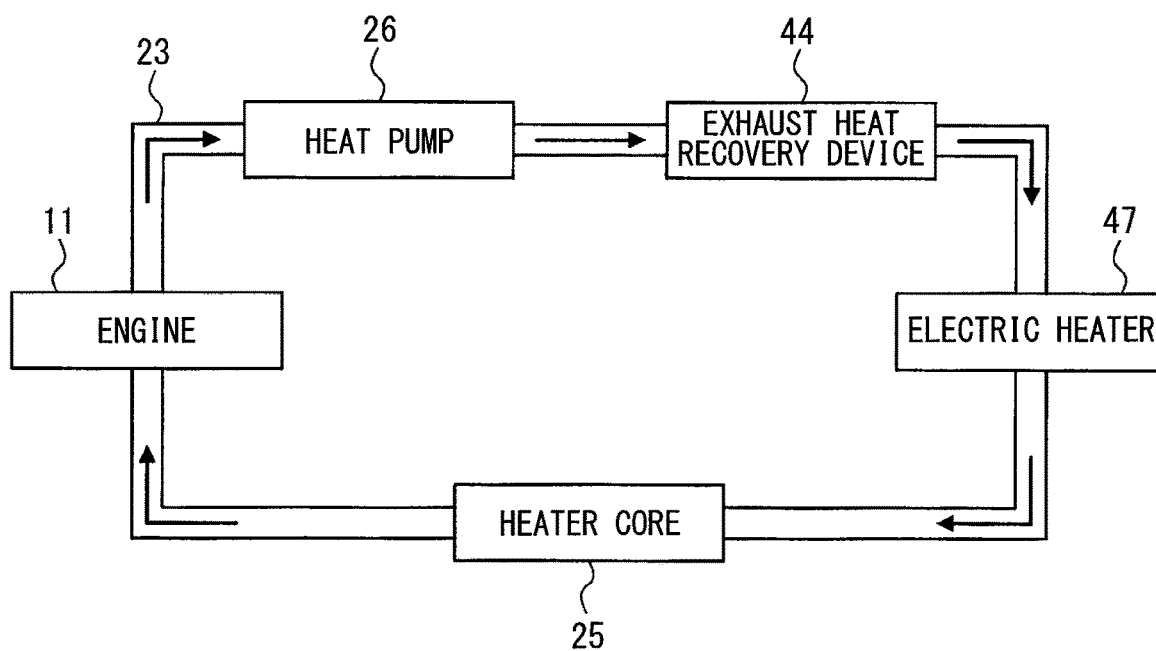 26
44
23
HEAT PUMP
EXHAUST HEAT
RECOVERY DEVICE
11
47
ENGINE
ELECTRIC HEATER
HEATER CORE
25